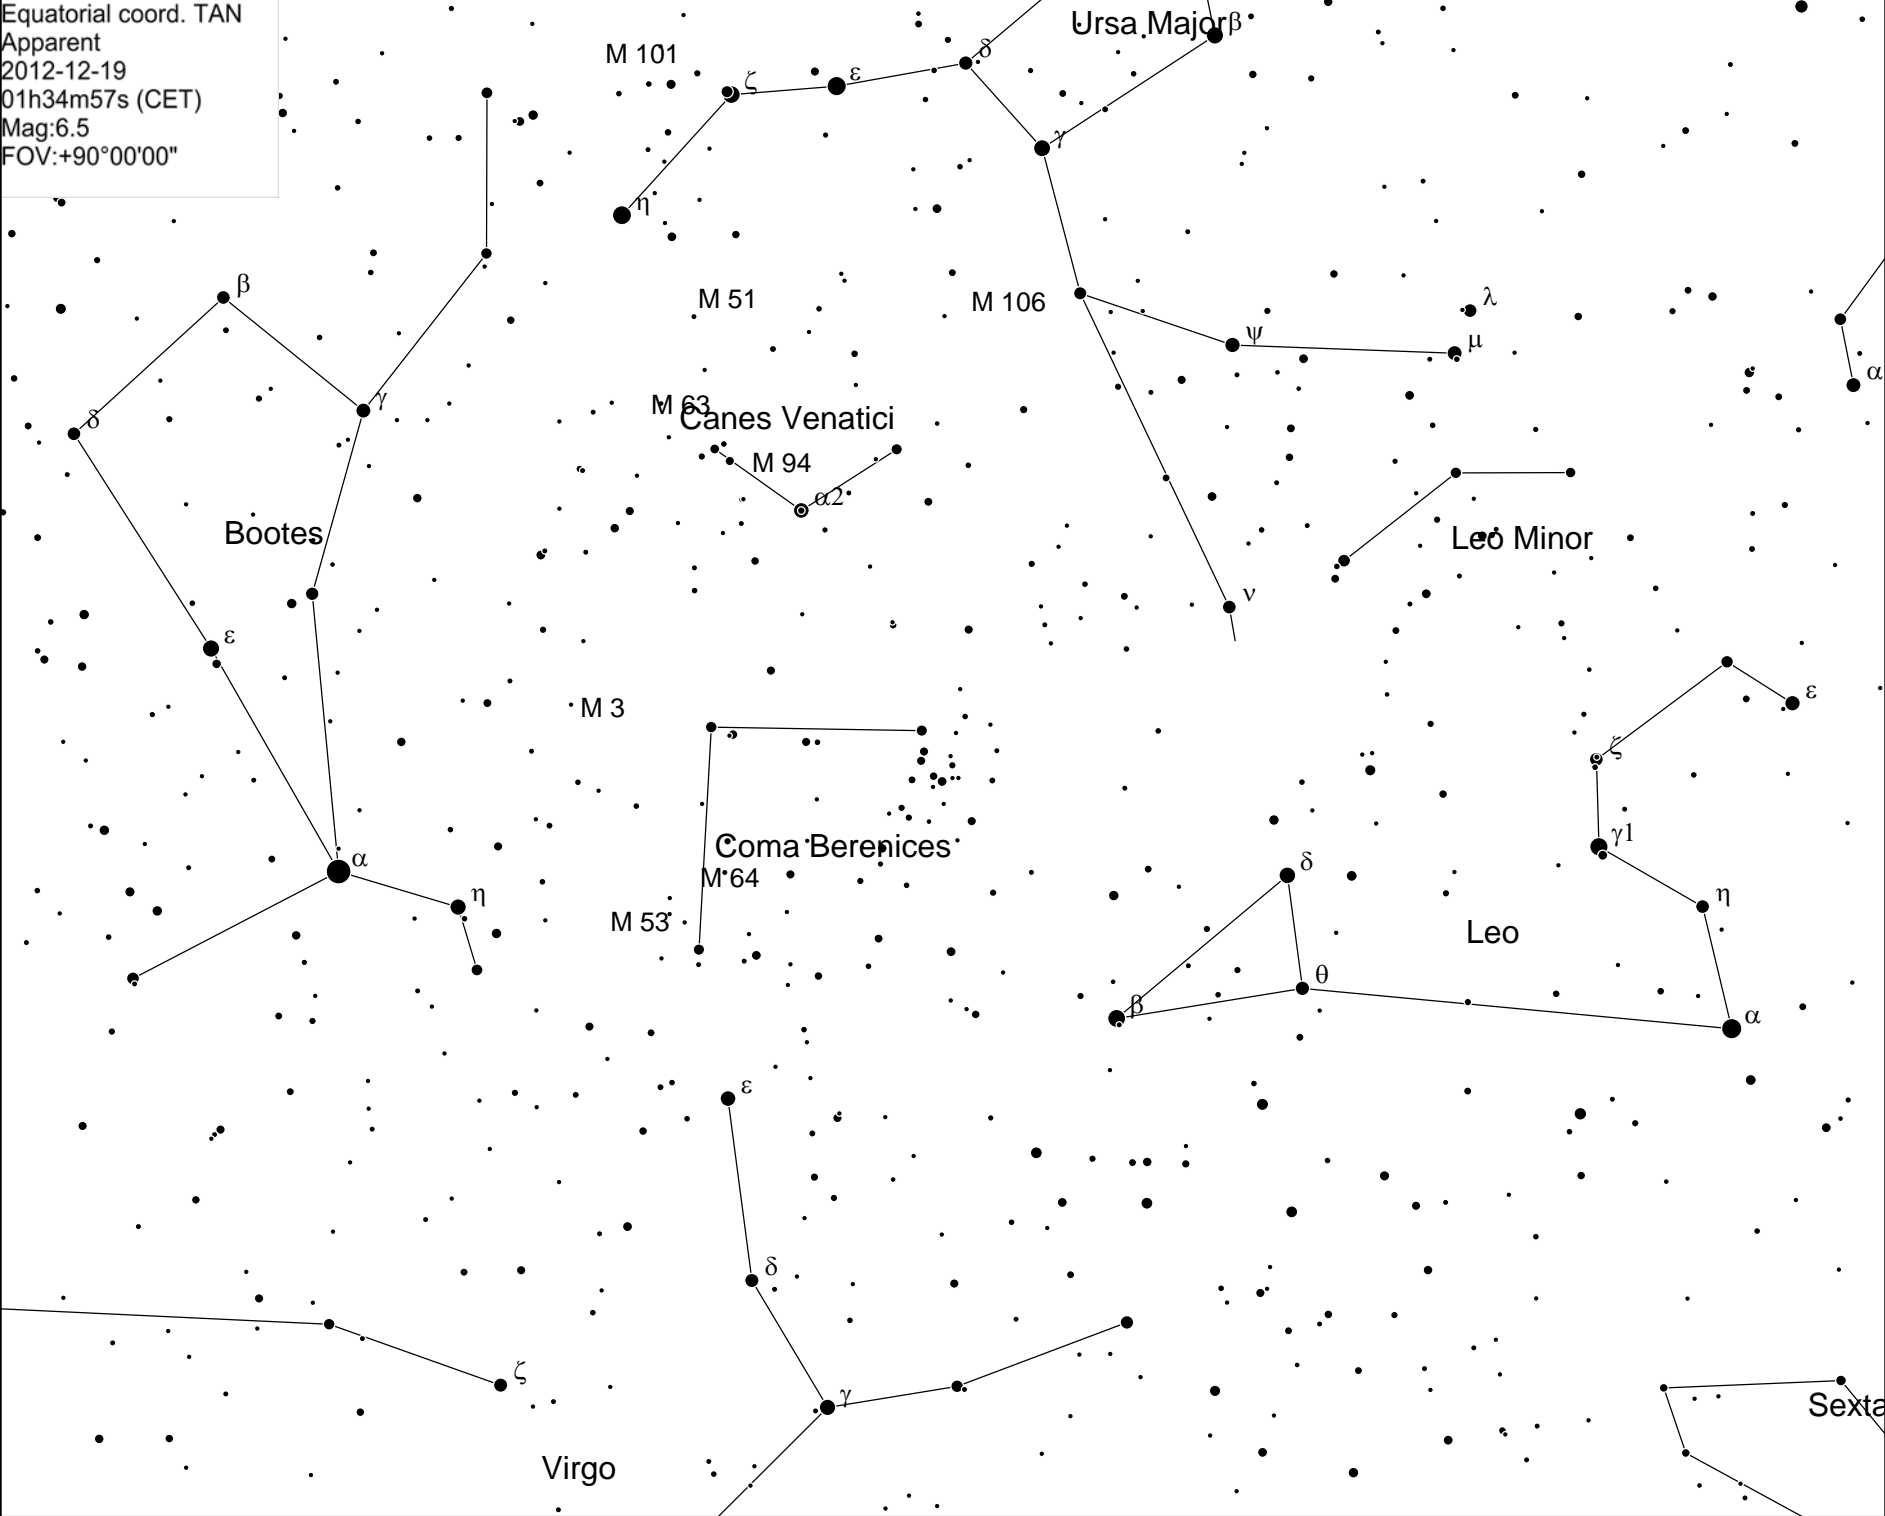 Equatorial coord. TAN
Apparent
2012-12-19
01h34m57s (CET)
Mag:6.5
FOV:+90°00'00"
Ursa Major
β
δ
M 101
ζ
ε
γ
η
β
M 51
M 106
λ
ψ
μ
α
γ
δ
M 63
Canes Venatici
M 94
α2
Bootes
Leo Minor
ν
ε
ε
M 3
ζ
γ1
Coma Berenices
α
δ
M 64
η
η
M 53
Leo
θ
β
α
ε
δ
ζ
γ
Sexta
Virgo